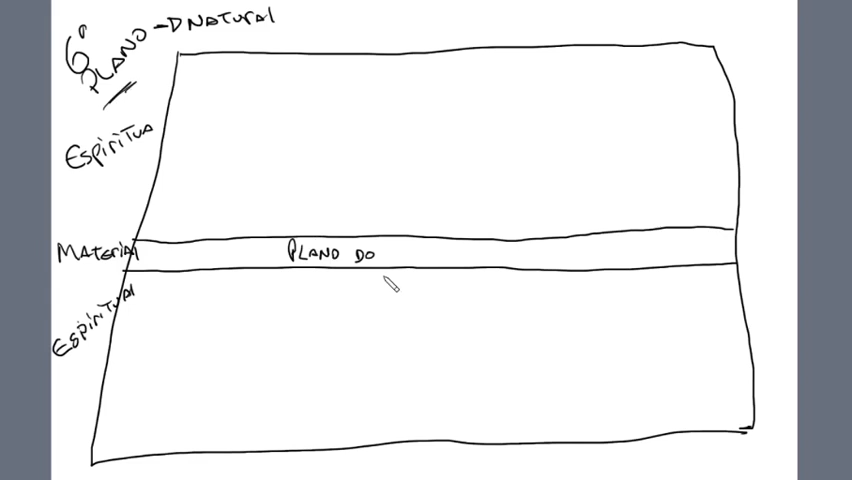 6º PLANO → NATURAL
Espiritua
Material
PLANO DO
Espiritual